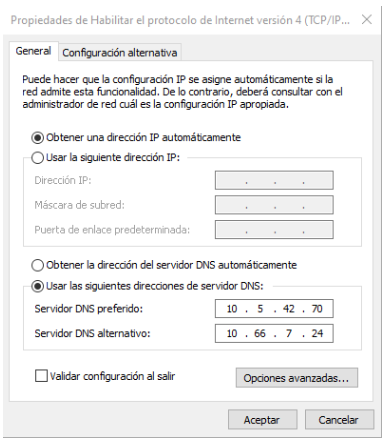 Propiedades de Habilitar el protocolo de Internet versión 4 (TCP/IP...
General Configuración alternativa
Puede hacer que la configuración IP se asigne automáticamente si la
red admite esta funcionalidad. De lo contrario, deberá consultar con el
administrador de red cuál es la configuración IP apropiada.
Obtener una dirección IP automáticamente
Usar la siguiente dirección IP:
Dirección IP: . . .
Máscara de subred: . . .
Puerta de enlace predeterminada: . . .
Obtener la dirección del servidor DNS automáticamente
Usar las siguientes direcciones de servidor DNS:
Servidor DNS preferido: 10 . 5 . 42 . 70
Servidor DNS alternativo: 10 . 66 . 7 . 24
Validar configuración al salir Opciones avanzadas...
Aceptar Cancelar